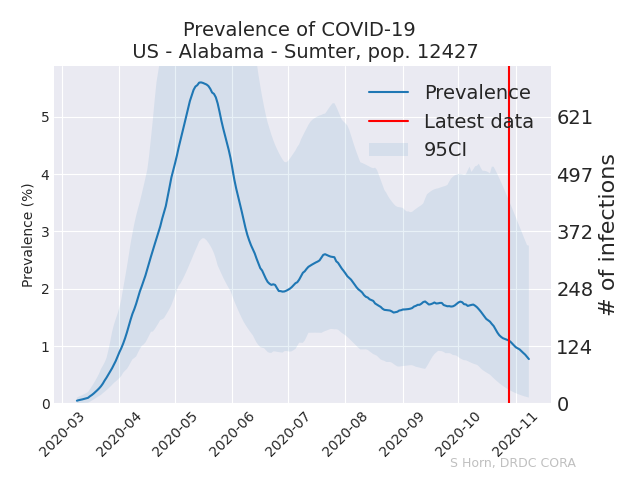 Prevalence of COVID-19
US - Alabama - Sumter, pop. 12427
Prevalence
Latest data
95CI
Prevalence (%)
5
4
3
2
1
0
621
497
372
248
124
0
# of infections
2020-03
2020-04
2020-05
2020-06
2020-07
2020-08
2020-09
2020-10
2020-11
S Horn, DRDC CORA